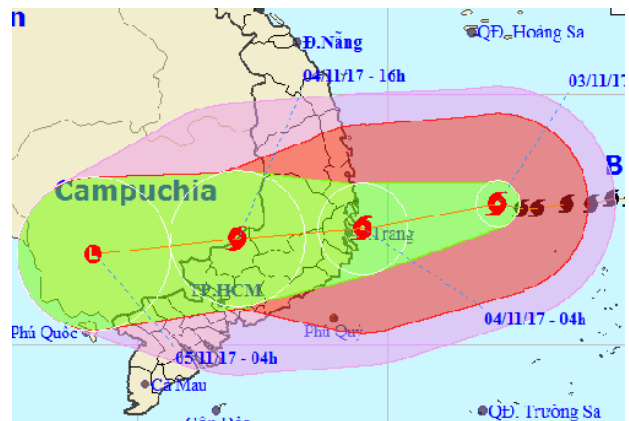 n
QĐ. Hoàng Sa
Đ.Nẵng
04/11/17 - 16h
03/11/17
B
Campuchia
Trang
TP.HCM
Phú Quốc
Phú Quý
04/11/17 - 04h
05/11/17 - 04h
Cà Mau
QĐ. Trường Sa
L